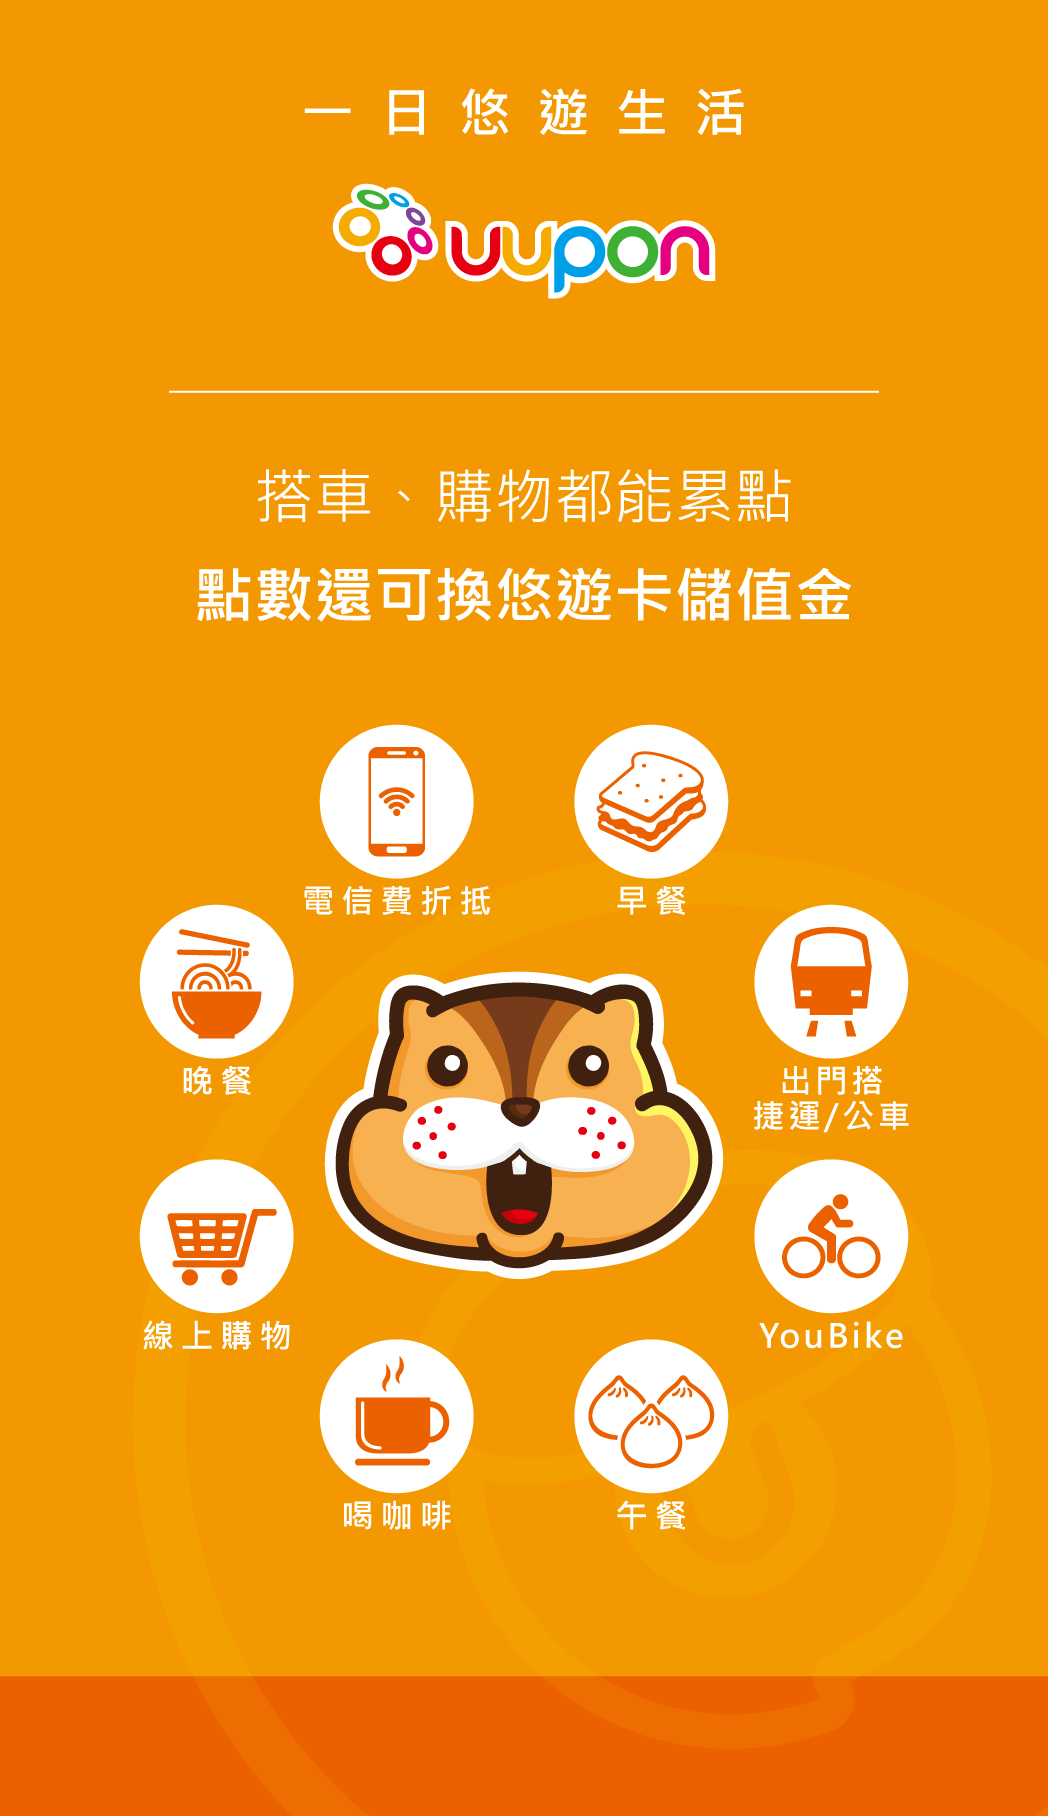 一日悠遊生活
uupon
搭車、購物都能累點
點數還可換悠遊卡儲值金
電信費折抵
早餐
晚餐
出門搭
捷運/公車
線上購物
YouBike
喝咖啡
午餐